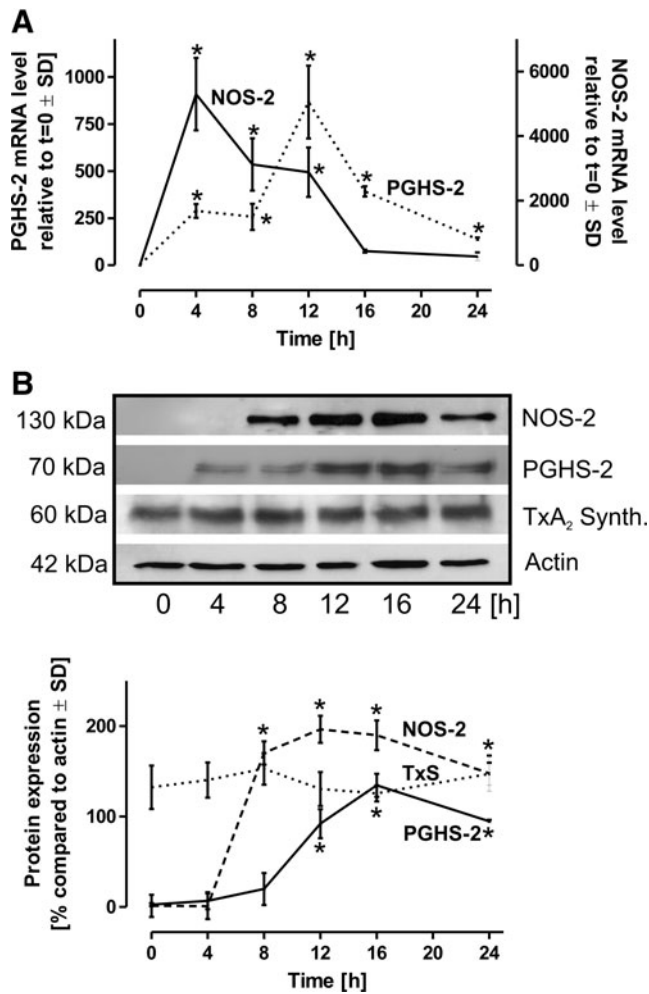 A
PGHS-2 mRNA level
relative to t=0 ± SD
1000
750
500
250
0
NOS-2
PGHS-2
* * * * * * * *
6000
4000
2000
0
NOS-2 mRNA level
relative to t=0 ± SD
0 4 8 12 16 20 24
Time [h]
B
130 kDa NOS-2
70 kDa PGHS-2
60 kDa TxA2 Synth.
42 kDa Actin
0 4 8 12 16 24 [h]
Protein expression
[% compared to actin ± SD]
200
100
0
* * * * * * *
NOS-2
TxS
PGHS-2
0 4 8 12 16 20 24
Time [h]